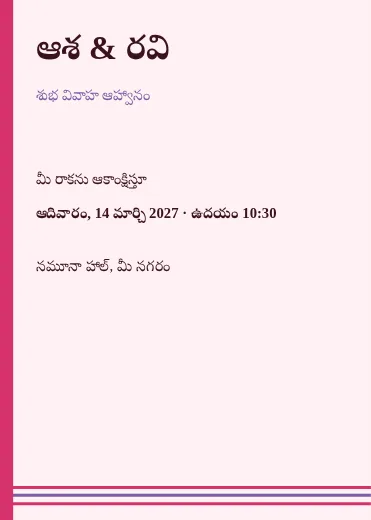 ఆశ & రవి
శుభ వివాహ ఆహ్వానం
మీ రాకను ఆకాంక్షిస్తూ
ఆదివారం, 14 మార్చి 2027 · ఉదయం 10:30
నమూనా హాల్, మీ నగరం